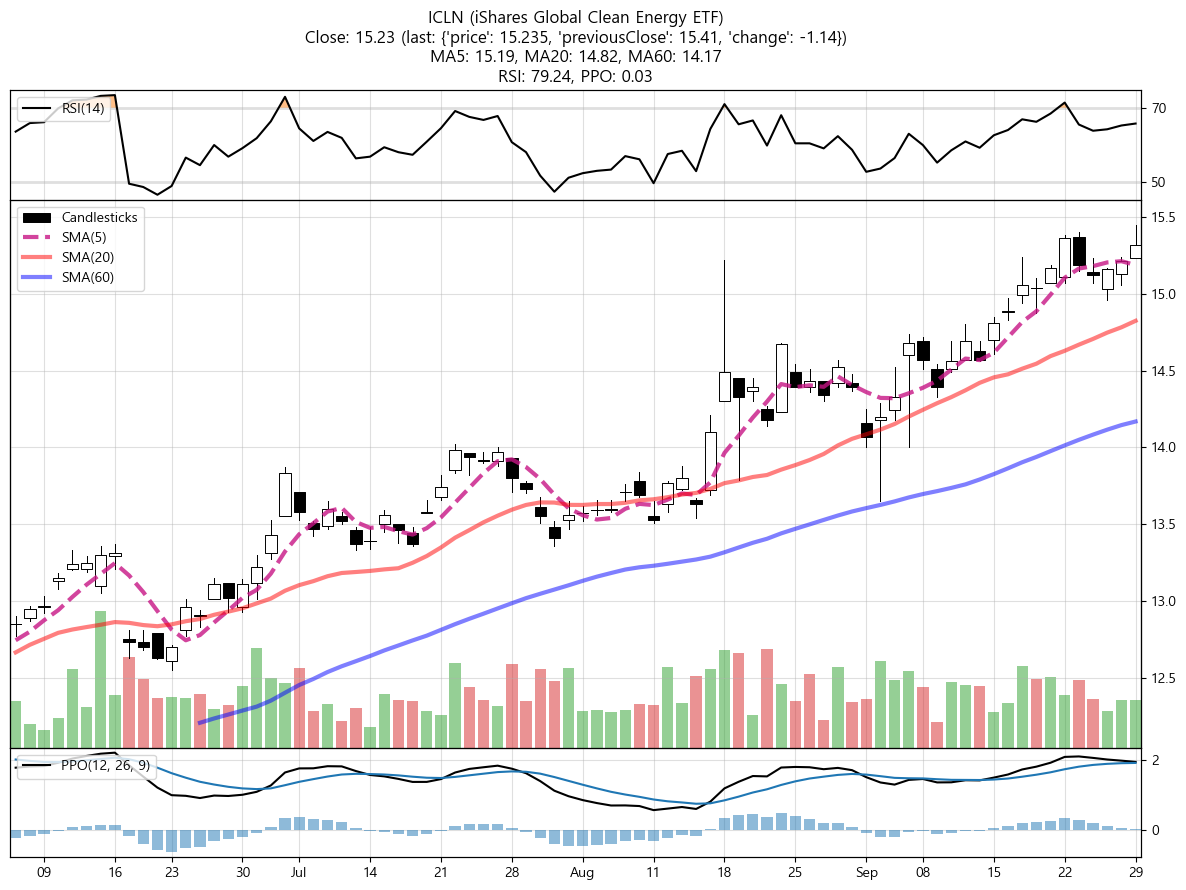 ICLN (iShares Global Clean Energy ETF)
Close: 15.23 (last: {'price': 15.235, 'previousClose': 15.41, 'change': -1.14})
MA5: 15.19, MA20: 14.82, MA60: 14.17
RSI: 79.24, PPO: 0.03
RSI(14)
70
50
Candlesticks
SMA(5)
SMA(20)
SMA(60)
15.5
15.0
14.5
14.0
13.5
13.0
12.5
PPO(12, 26, 9)
2
0
09 16 23 30 Jul 14 21 28 Aug 11 18 25 Sep 08 15 22 29